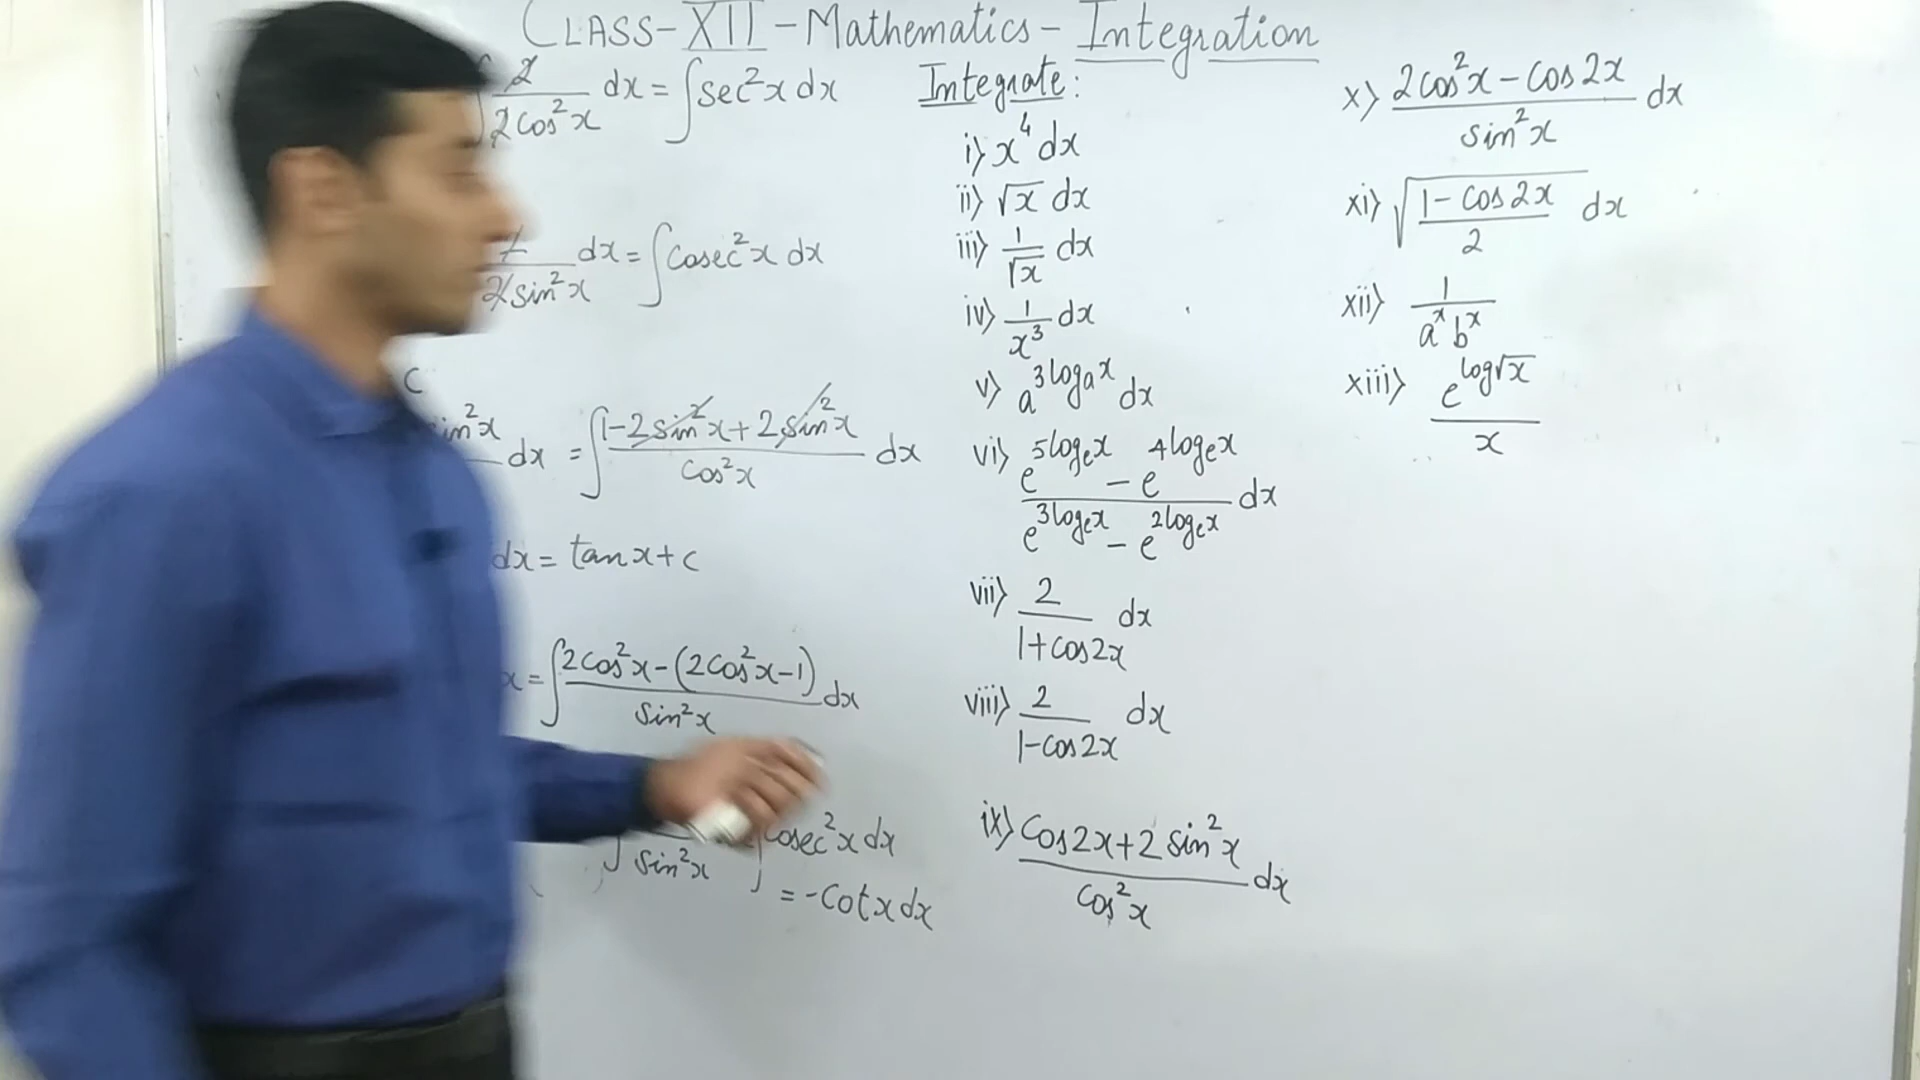 CLASS-XII-Mathematics-Integration
∫ 2/2cos²x dx = ∫sec²x dx
2/2sin²x dx = ∫cosec²x dx
c
sin²x dx = ∫ 1-2sin²x+2sin²x/cos²x dx
dx = tanx+c
x = ∫ 2cos²x-(2cos²x-1)/sin²x dx
∫ /sin²x ∫cosec²x dx
= -cotx dx
Integrate:
i) x⁴ dx
ii) √x dx
iii) 1/√x dx
iv) 1/x³ dx
v) a^3logₐx dx
vi) e^5logₑx - e^4logₑx / e^3logₑx - e^2logₑx dx
vii) 2/1+cos2x dx
viii) 2/1-cos2x dx
ix) cos2x+2sin²x/cos²x dx
x) 2cos²x-cos2x/sin²x dx
xi) √1-cos2x/2 dx
xii) 1/aˣbˣ
xiii) e^log√x/x